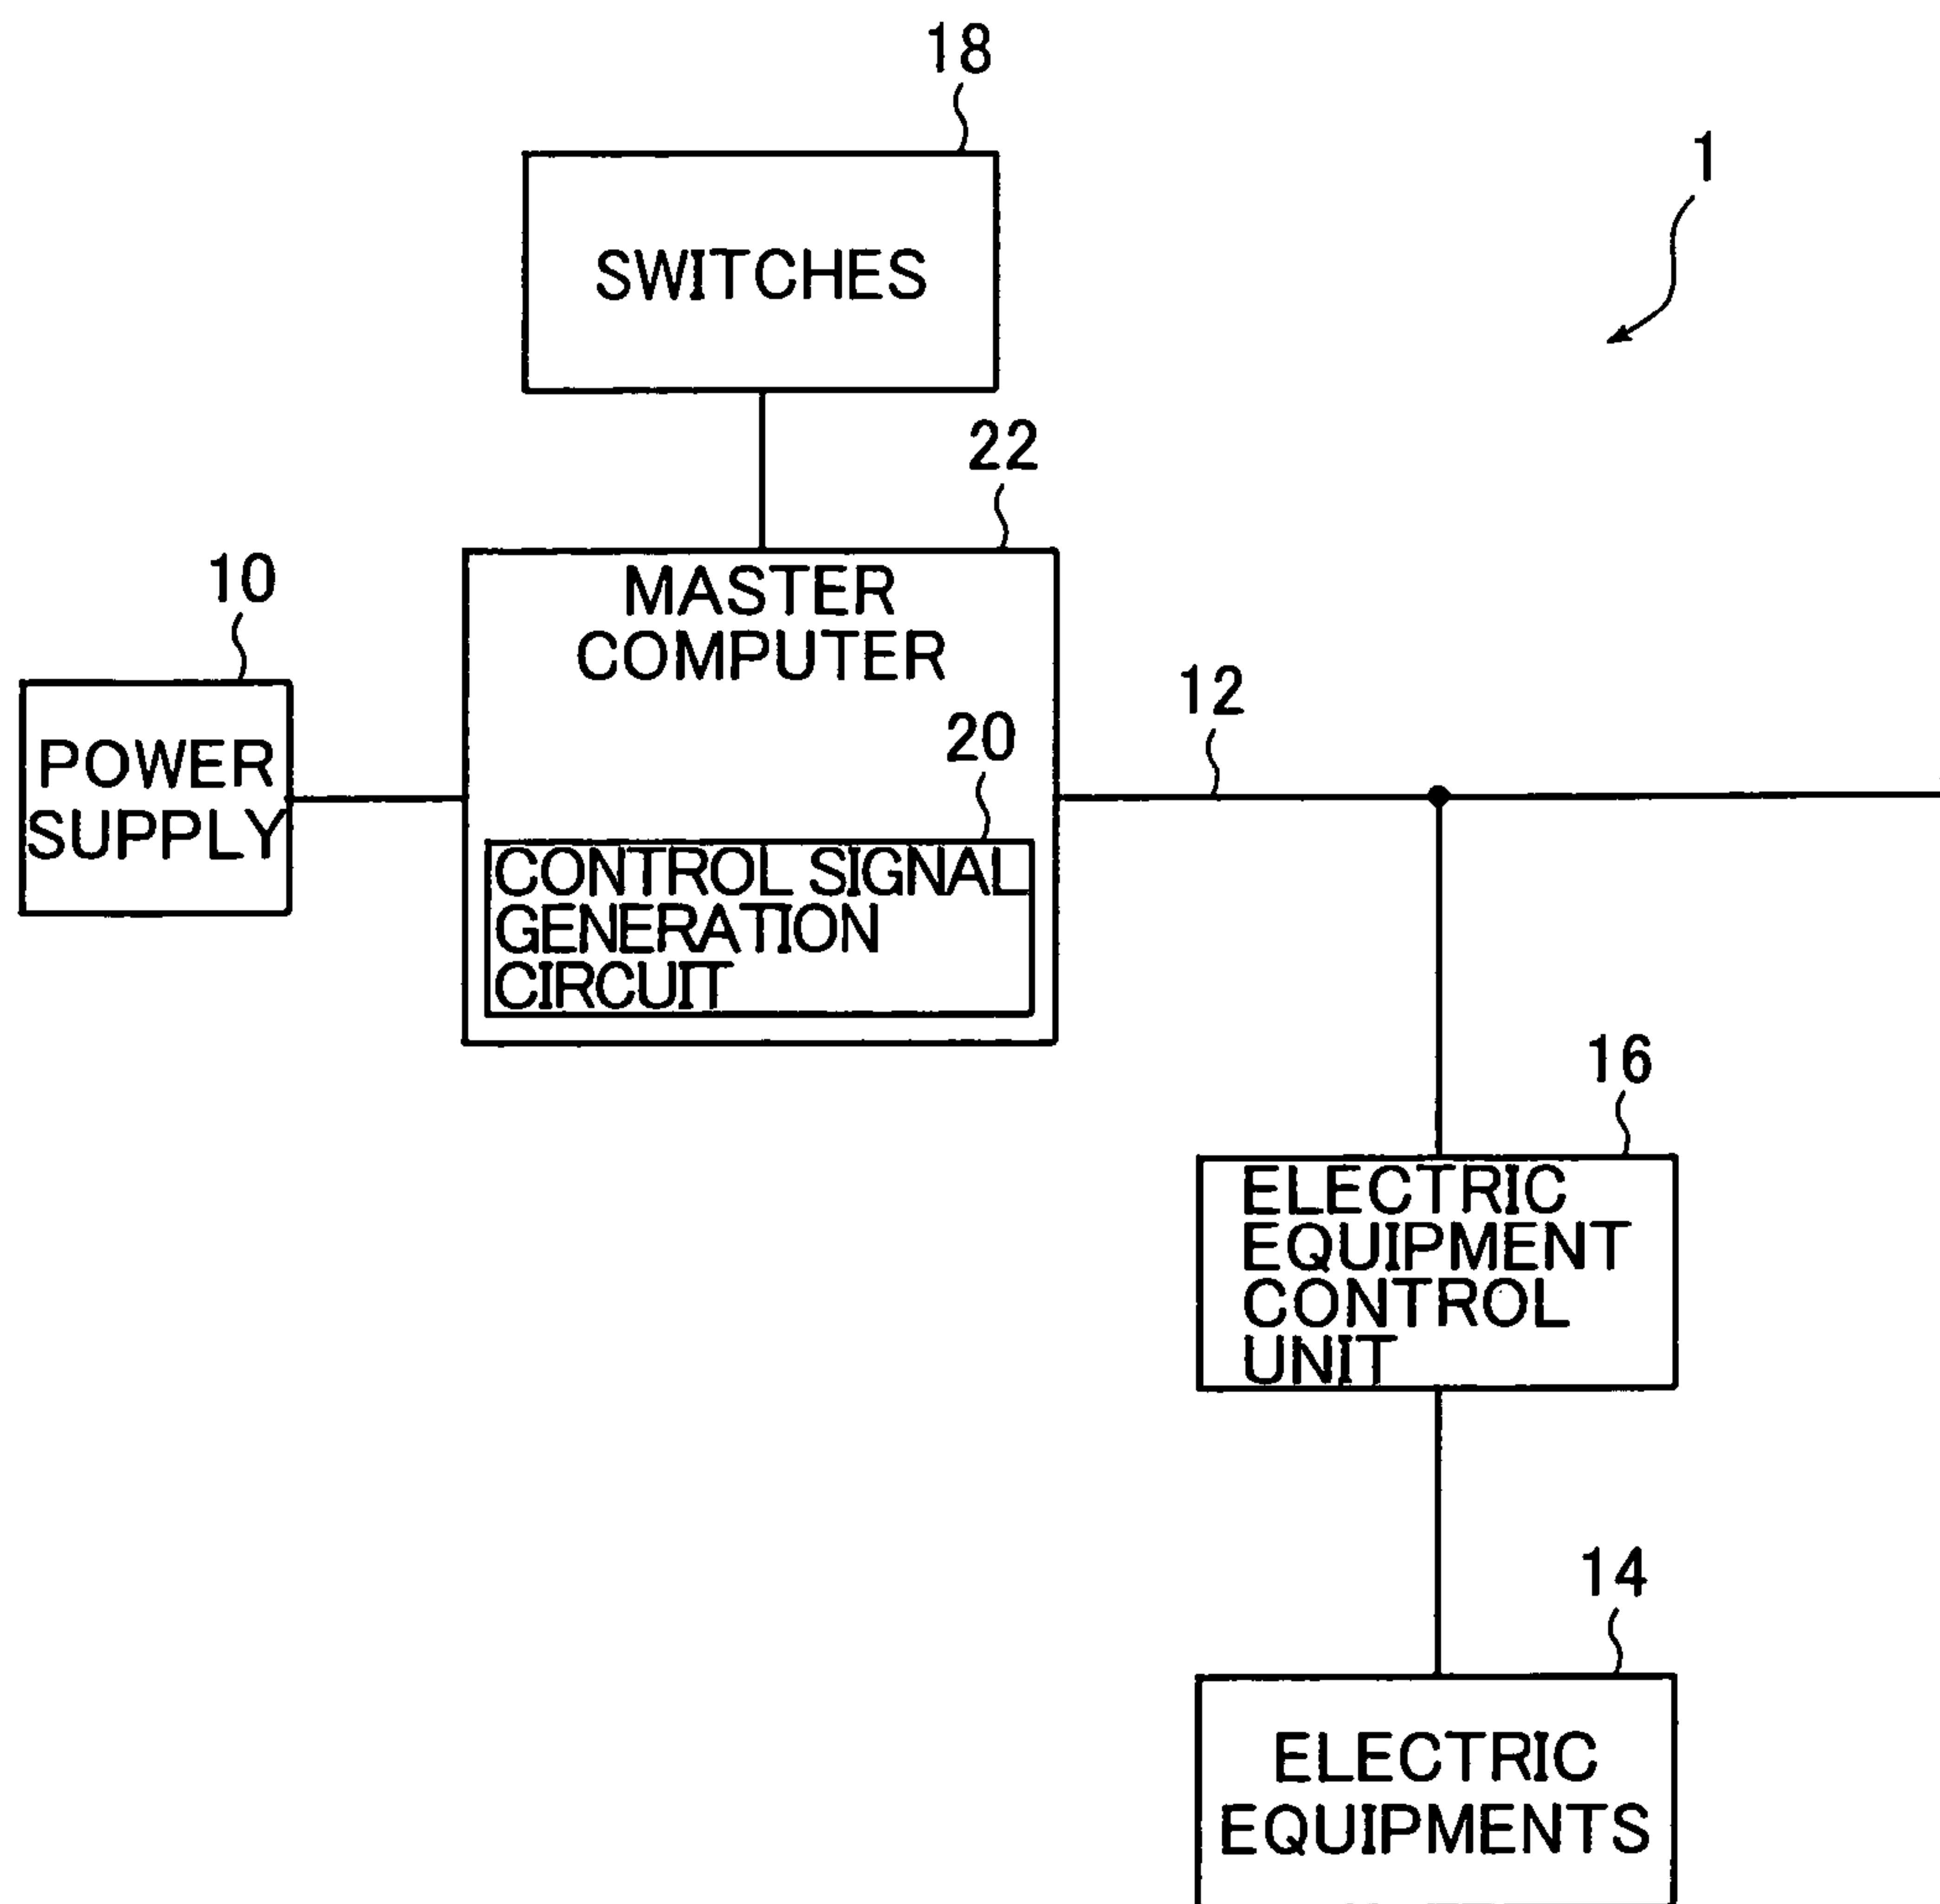 18
1
SWITCHES
22
10
MASTER
COMPUTER
12
20
POWER
SUPPLY
CONTROL SIGNAL
GENERATION
CIRCUIT
16
ELECTRIC
EQUIPMENT
CONTROL
UNIT
14
ELECTRIC
EQUIPMENTS